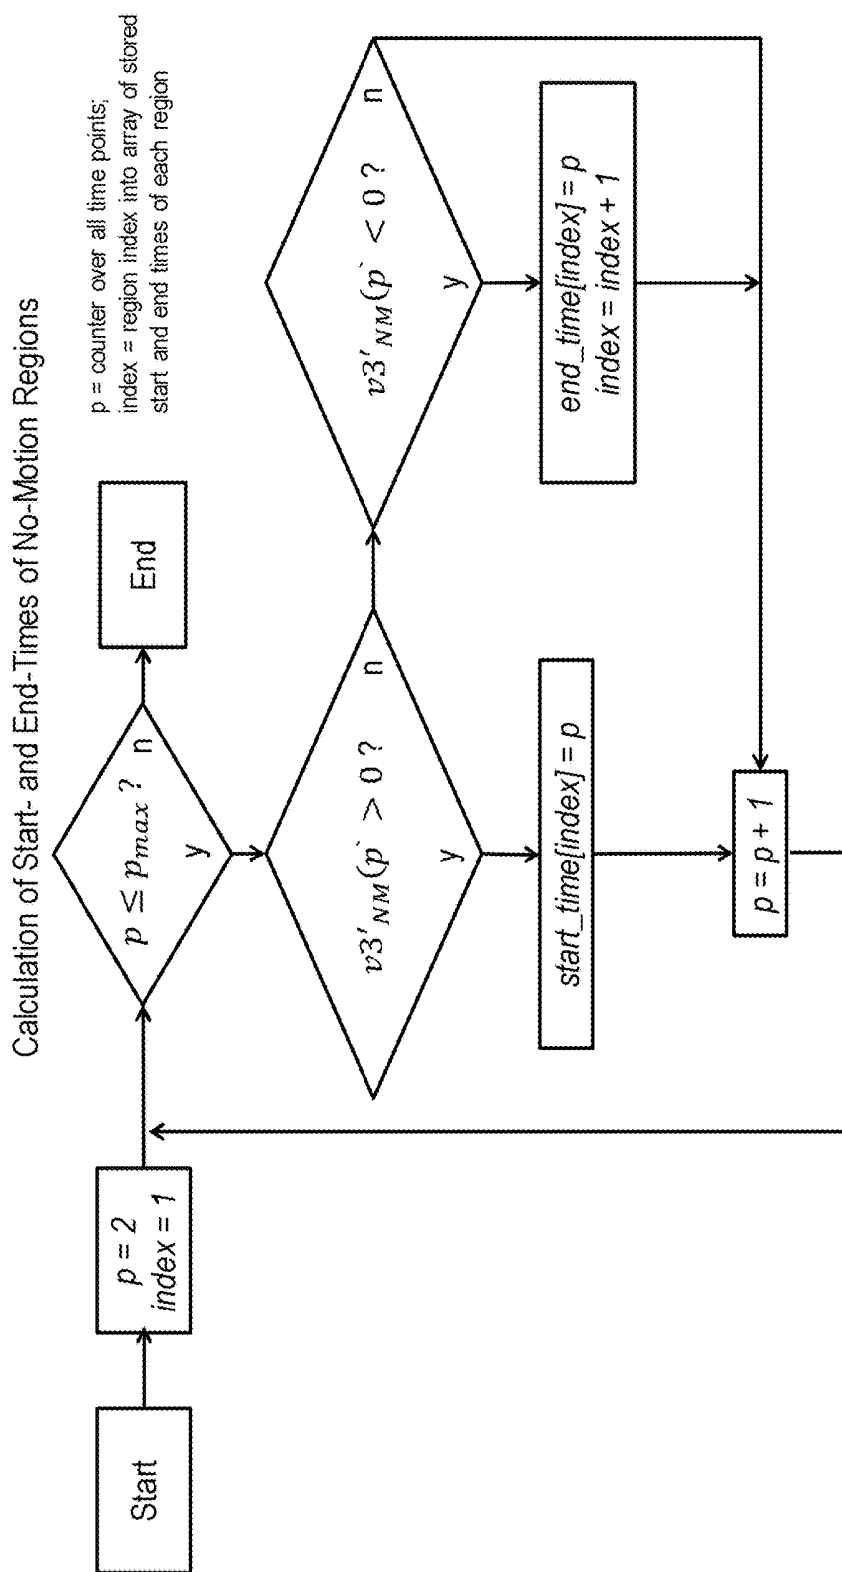 Calculation of Start- and End-Times of No-Motion Regions
p = counter over all time points;
index = region index into array of stored
start and end times of each region
Start
p = 2
index = 1
p ≤ p_max ?
n
y
End
v3'_NM(p` > 0 ?
n
y
v3'_NM(p` < 0 ?
n
y
start_time[index] = p
end_time[index] = p
index = index + 1
p = p + 1